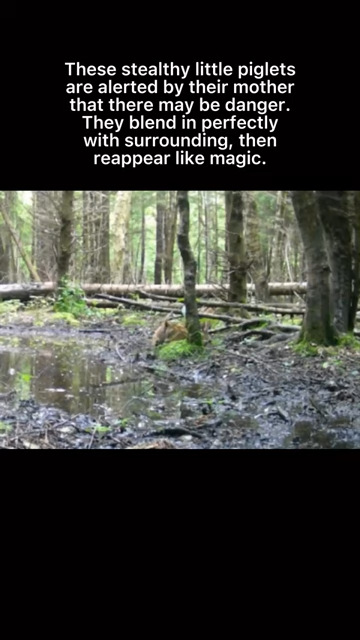 These stealthy little piglets
are alerted by their mother
that there may be danger.
They blend in perfectly
with surrounding, then
reappear like magic.